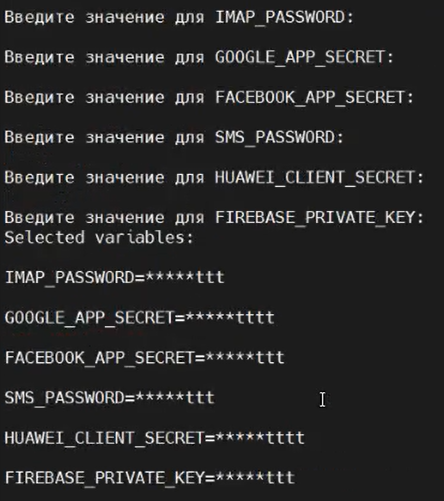 Введите значение для IMAP_PASSWORD:
Введите значение для GOOGLE_APP_SECRET:
Введите значение для FACEBOOK_APP_SECRET:
Введите значение для SMS_PASSWORD:
Введите значение для HUAWEI_CLIENT_SECRET:
Введите значение для FIREBASE_PRIVATE_KEY:
Selected variables:
IMAP_PASSWORD=*****ttt
GOOGLE_APP_SECRET=*****tttt
FACEBOOK_APP_SECRET=*****ttt
SMS_PASSWORD=*****ttt
HUAWEI_CLIENT_SECRET=*****tttt
FIREBASE_PRIVATE_KEY=*****ttt